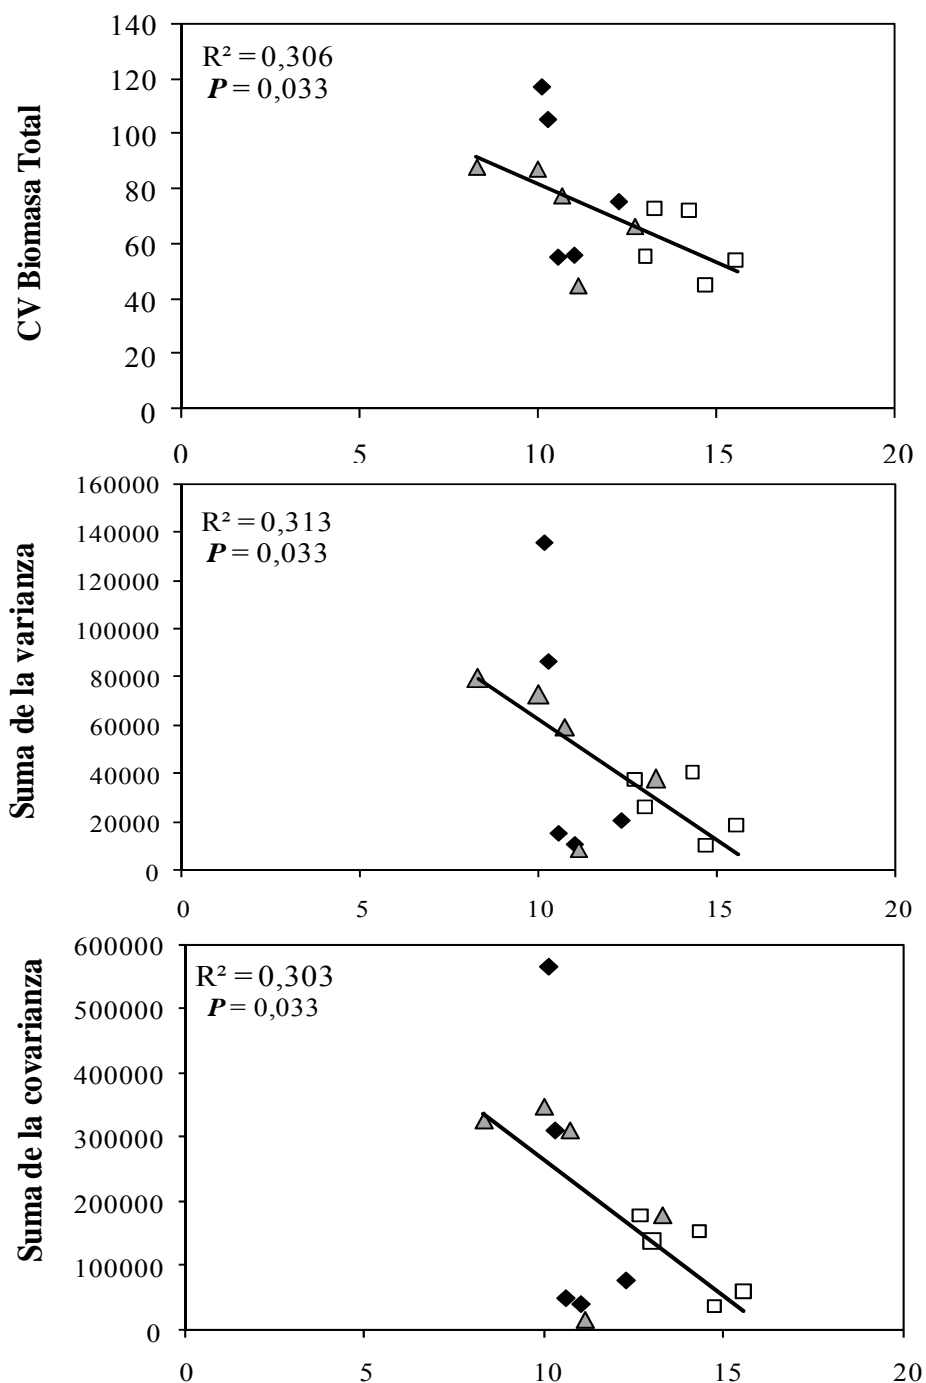 CV Biomasa Total
140
120
100
80
60
40
20
0
R² = 0,306
P = 0,033
0 5 10 15 20
Suma de la varianza
160000
140000
120000
100000
80000
60000
40000
20000
0
R² = 0,313
P = 0,033
0 5 10 15 20
Suma de la covarianza
600000
500000
400000
300000
200000
100000
0
R² = 0,303
P = 0,033
0 5 10 15 20